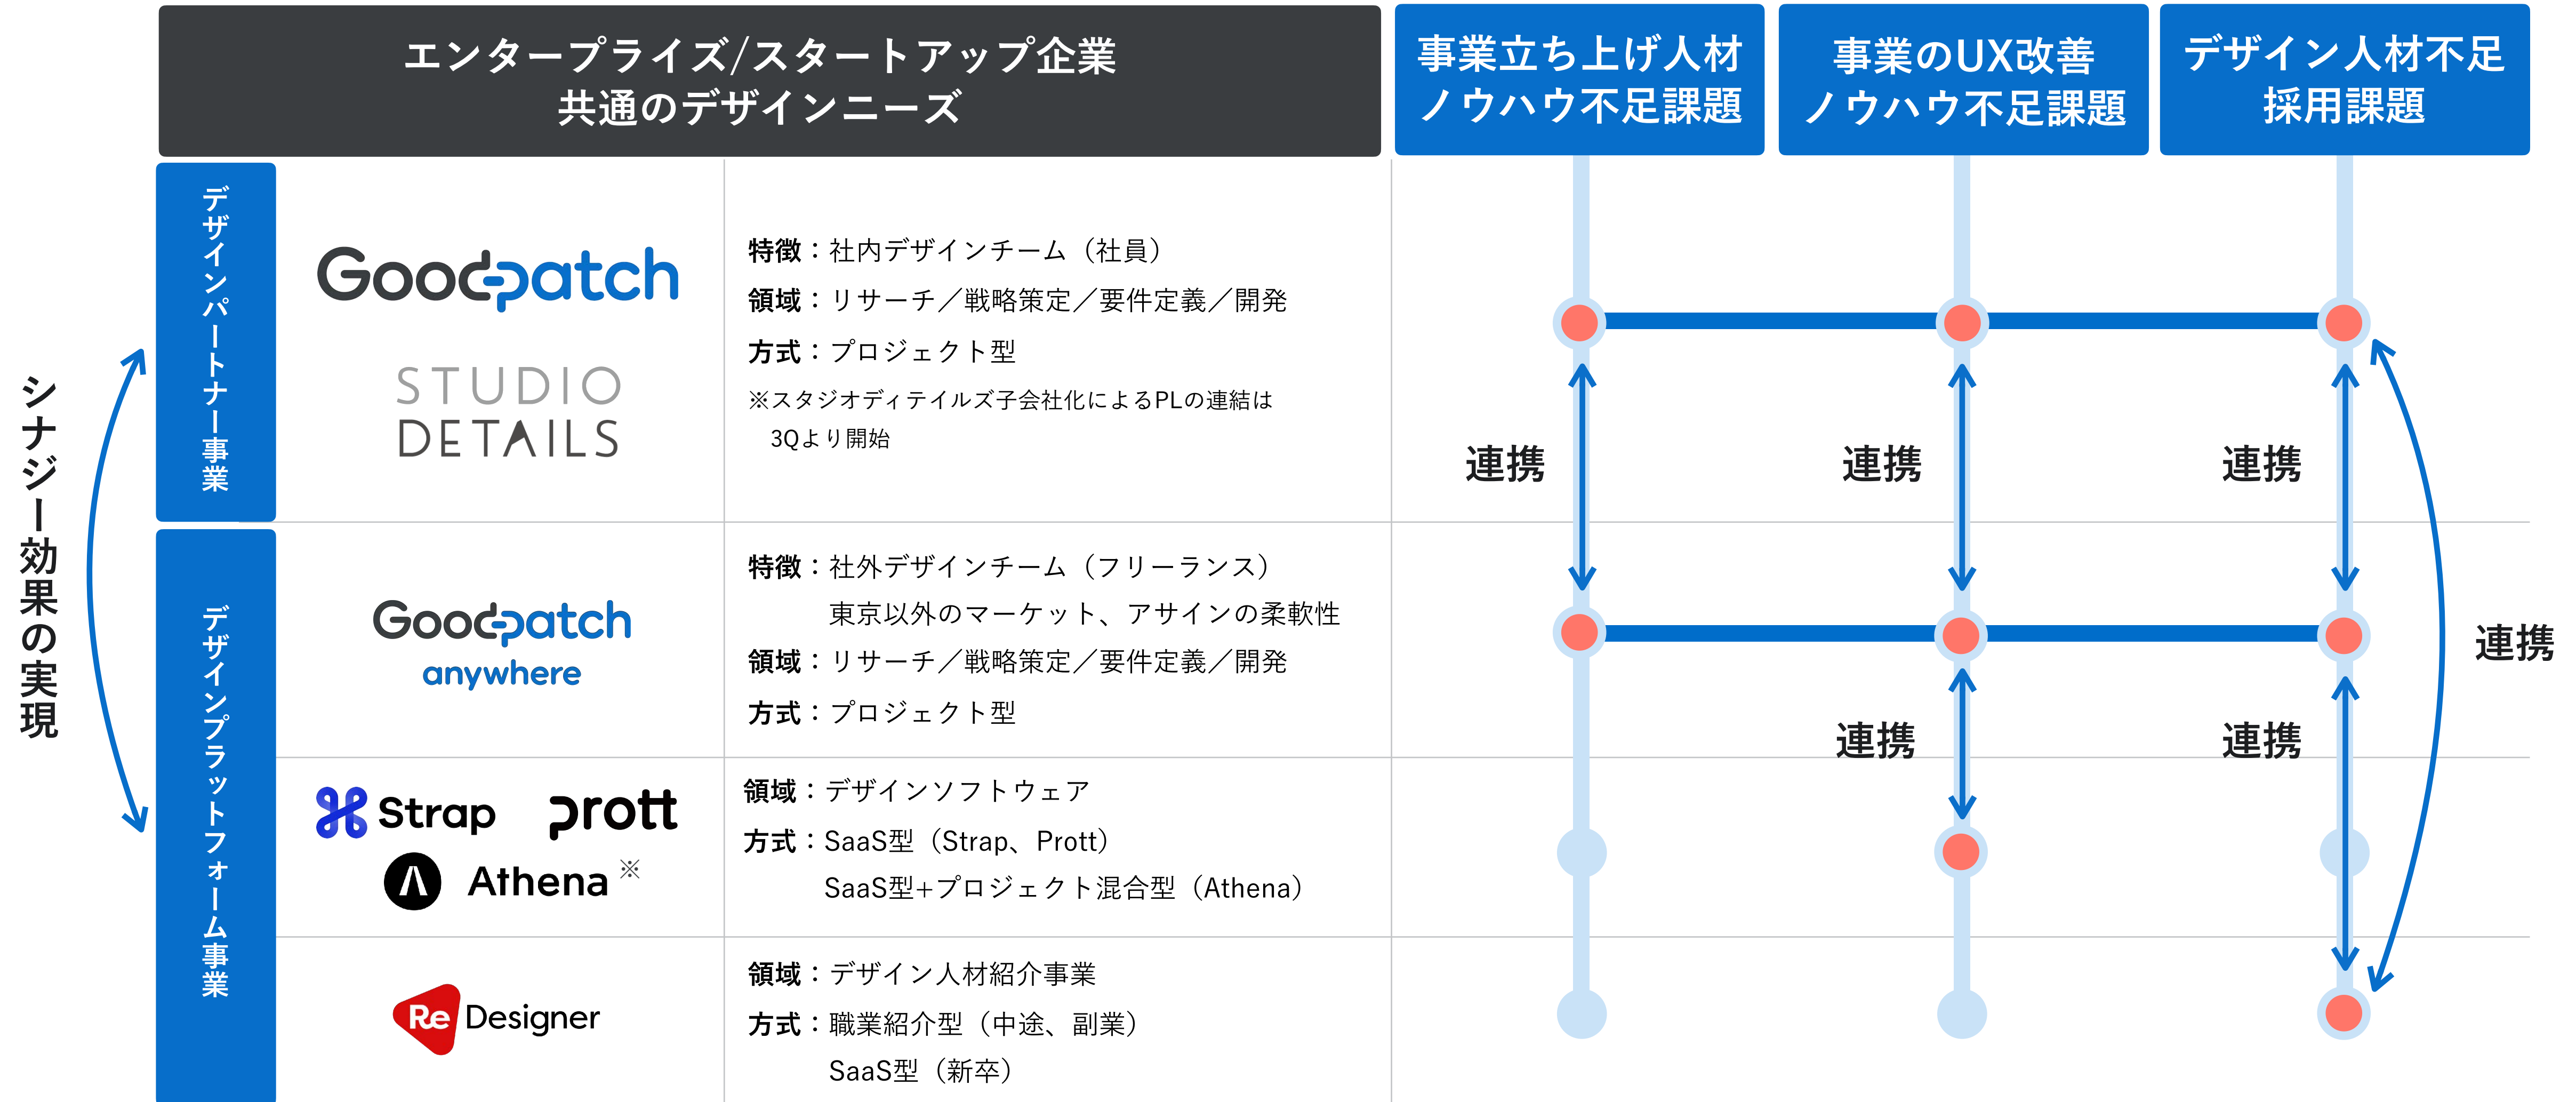 エンタープライズ/スタートアップ企業
共通のデザインニーズ
事業立ち上げ人材
ノウハウ不足課題
事業のUX改善
ノウハウ不足課題
デザイン人材不足
採用課題
シナジー効果の実現
デザインパートナー事業
Goodpatch
STUDIO
DETAILS
特徴：社内デザインチーム（社員）
領域：リサーチ／戦略策定／要件定義／開発
方式：プロジェクト型
※スタジオディテイルズ子会社化によるPLの連結は
3Qより開始
連携
連携
連携
デザインプラットフォーム事業
Goodpatch
anywhere
特徴：社外デザインチーム（フリーランス）
東京以外のマーケット、アサインの柔軟性
領域：リサーチ／戦略策定／要件定義／開発
方式：プロジェクト型
連携
連携
連携
Strap
prott
Athena ※
領域：デザインソフトウェア
方式：SaaS型（Strap、Prott）
SaaS型+プロジェクト混合型（Athena）
Re Designer
領域：デザイン人材紹介事業
方式：職業紹介型（中途、副業）
SaaS型（新卒）